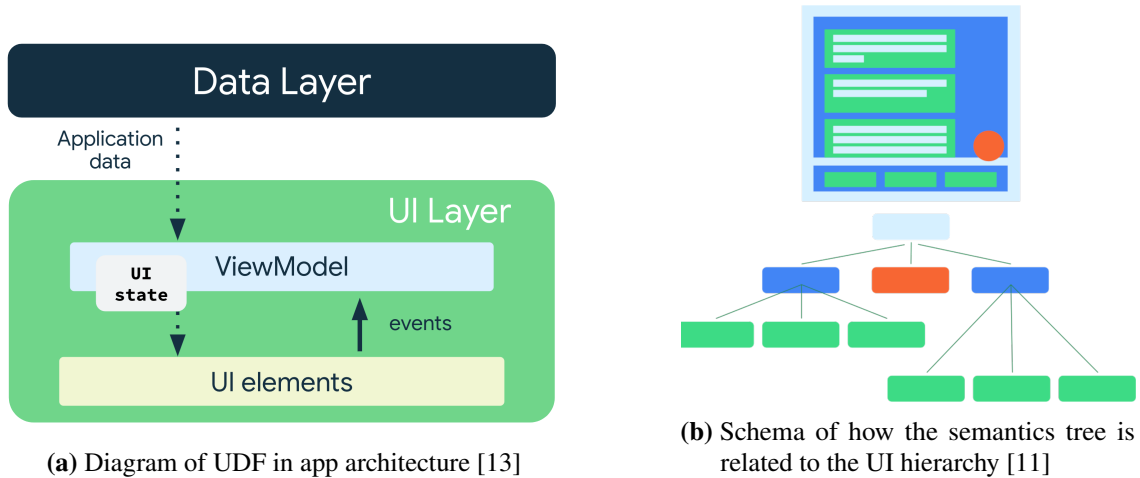 Data Layer
Application
data
UI Layer
ViewModel
UI
state
events
UI elements
(a) Diagram of UDF in app architecture [13]
(b) Schema of how the semantics tree is
related to the UI hierarchy [11]